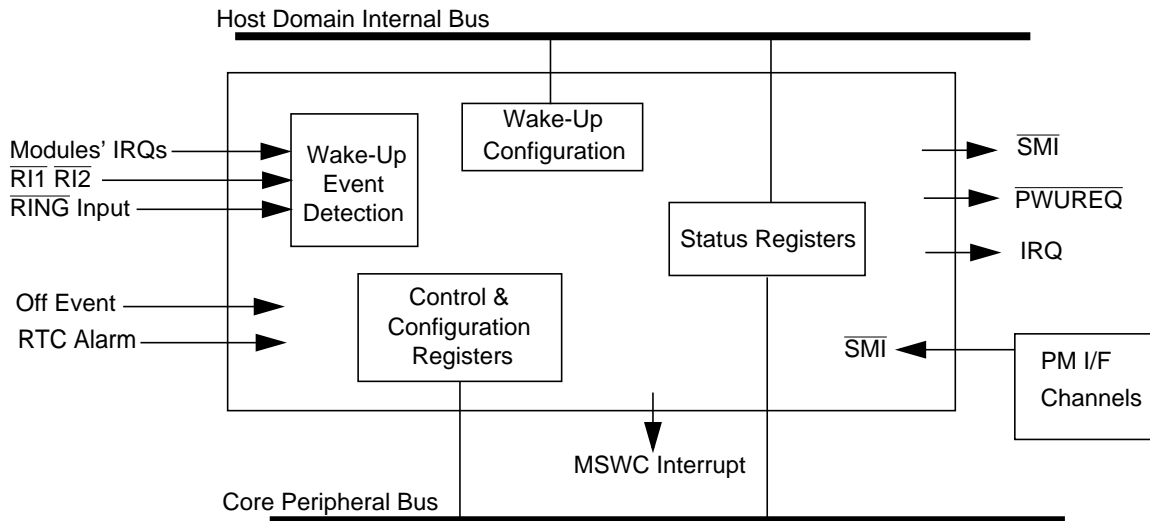 Host Domain Internal Bus
Wake-Up
Configuration
Modules' IRQs
RI1 RI2
RING Input
Wake-Up
Event
Detection
SMI
PWUREQ
IRQ
Status Registers
Off Event
RTC Alarm
Control &
Configuration
Registers
SMI
PM I/F
Channels
MSWC Interrupt
Core Peripheral Bus